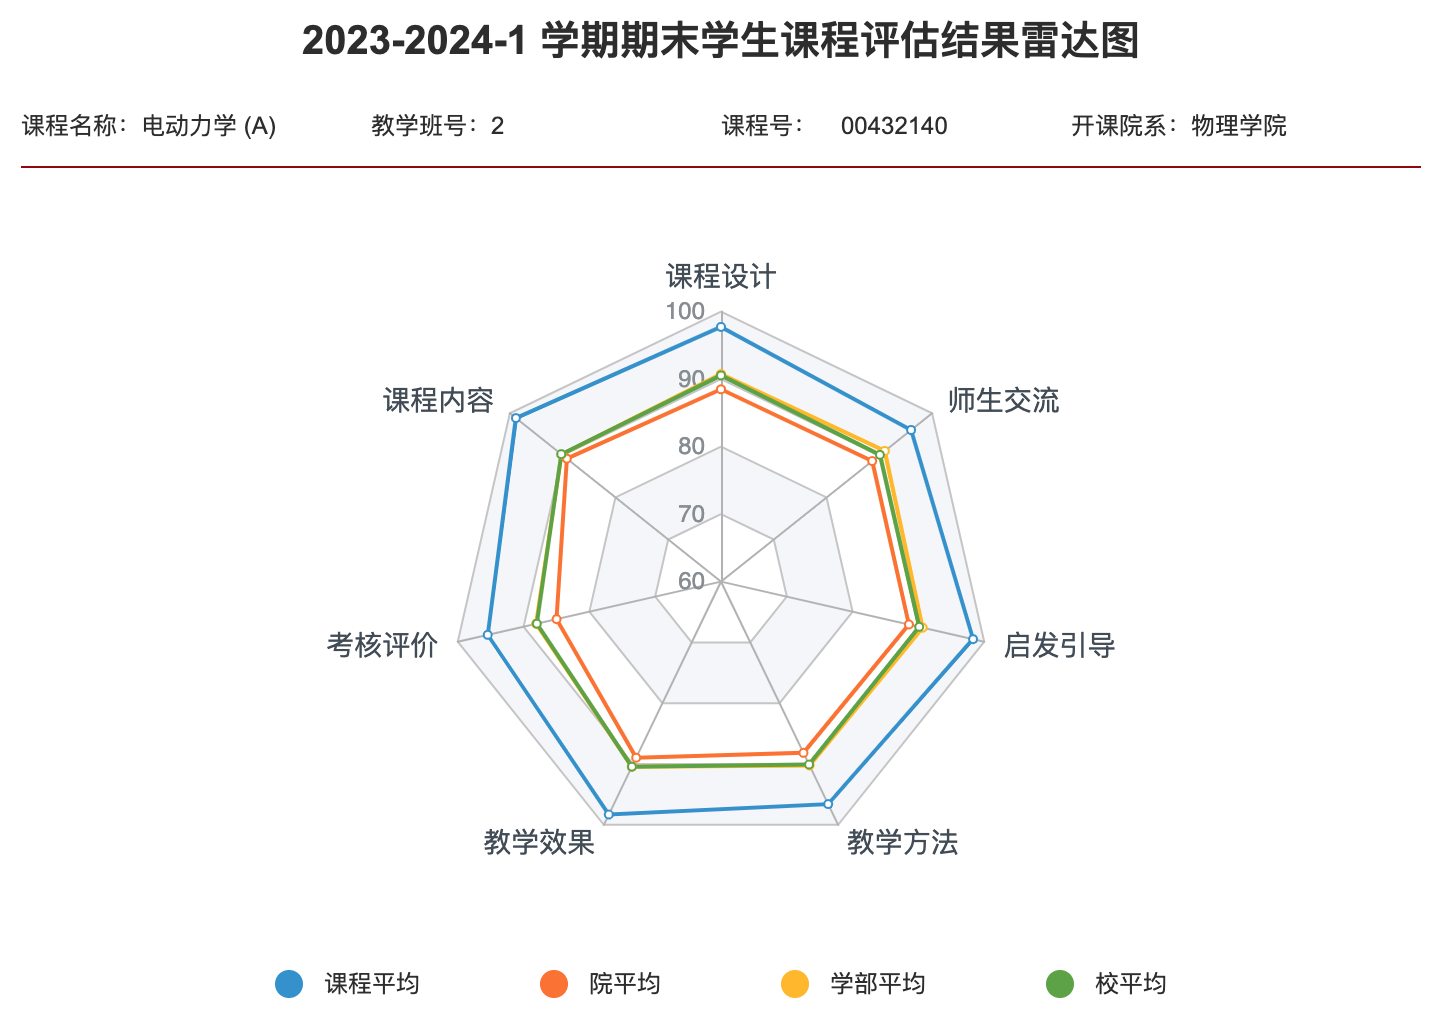 2023-2024-1 学期期末学生课程评估结果雷达图
课程名称：电动力学 (A) 教学班号：2 课程号： 00432140 开课院系：物理学院
课程设计
100
课程内容 师生交流
90
80
70
60
考核评价 启发引导
教学效果 教学方法
课程平均 院平均 学部平均 校平均